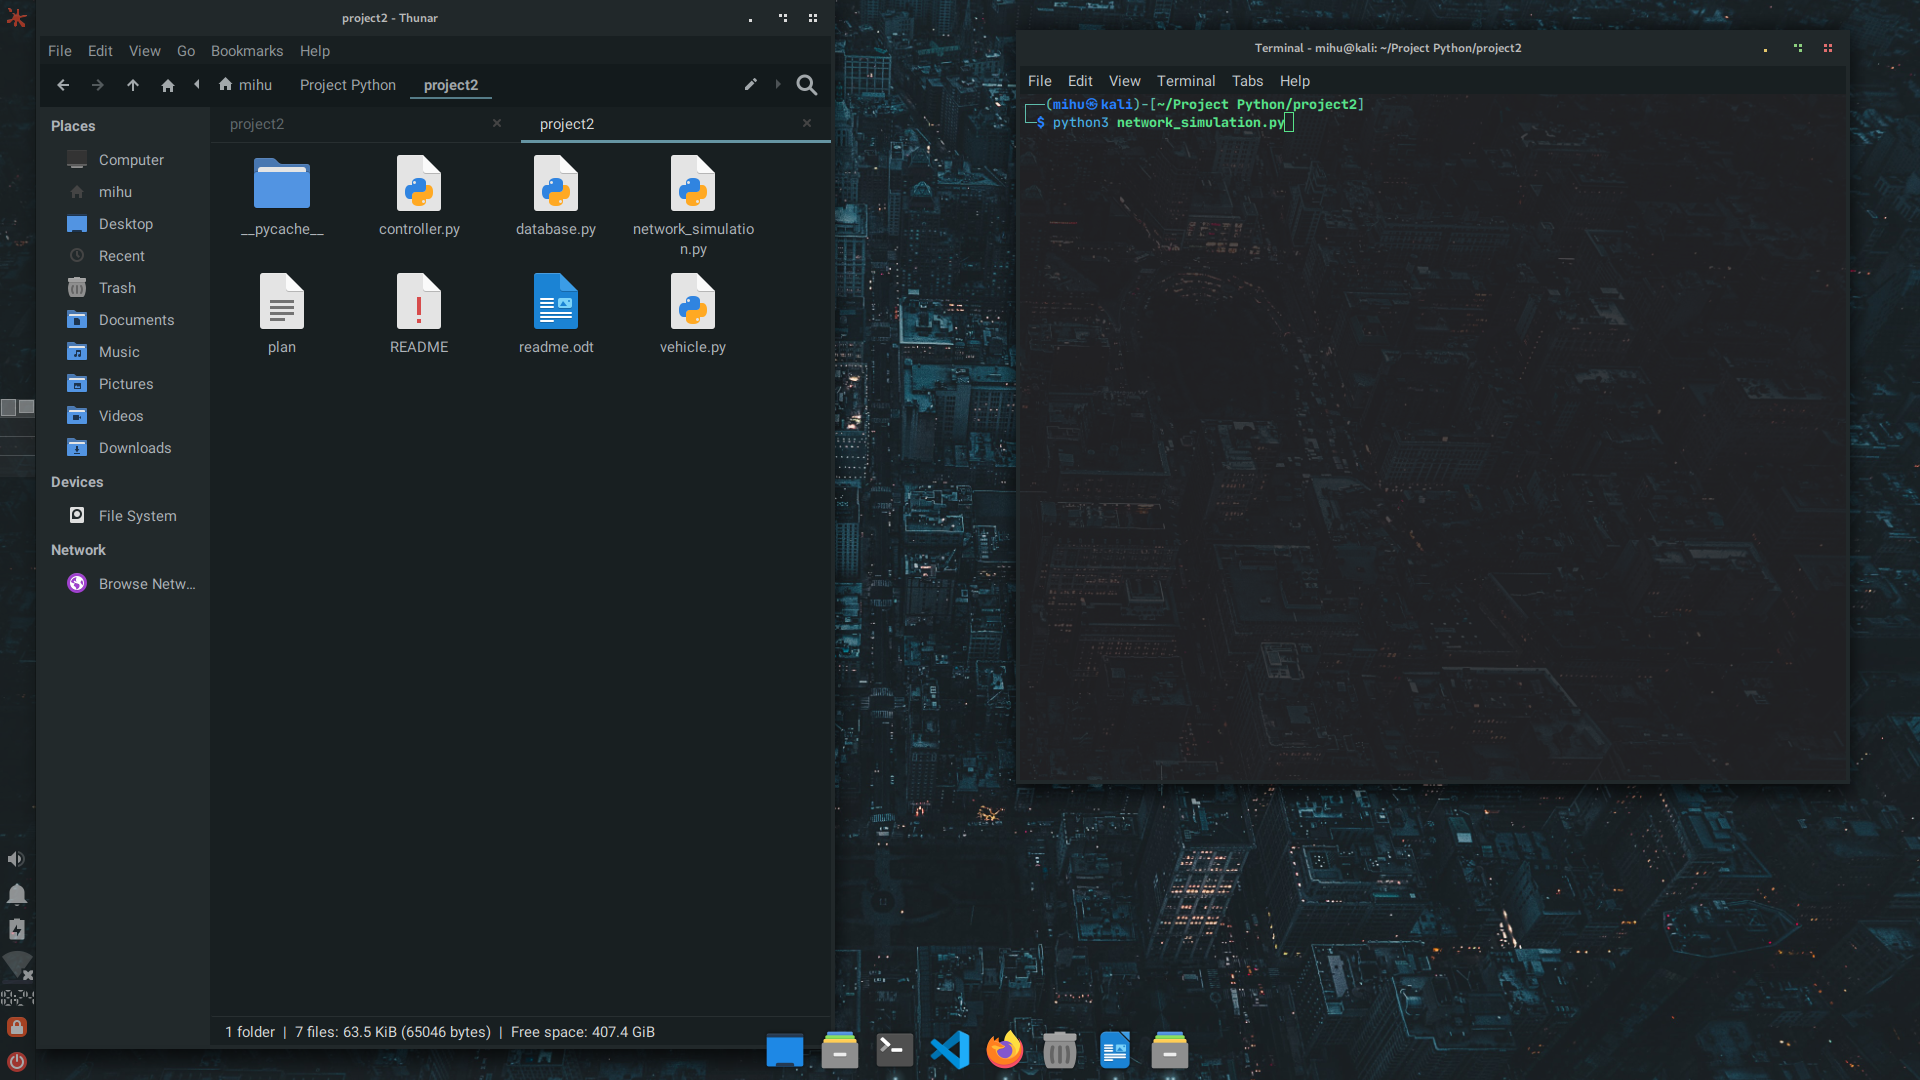 project2 - Thunar
File Edit View Go Bookmarks Help
mihu Project Python project2
Places
Computer
mihu
Desktop
Recent
Trash
Documents
Music
Pictures
Videos
Downloads
Devices
File System
Network
Browse Netw...
project2 project2
__pycache__ controller.py database.py network_simulatio
n.py
plan README readme.odt vehicle.py
1 folder | 7 files: 63.5 KiB (65046 bytes) | Free space: 407.4 GiB
Terminal - mihu@kali: ~/Project Python/project2
File Edit View Terminal Tabs Help
(mihu㉿kali)-[~/Project Python/project2]
$ python3 network_simulation.py